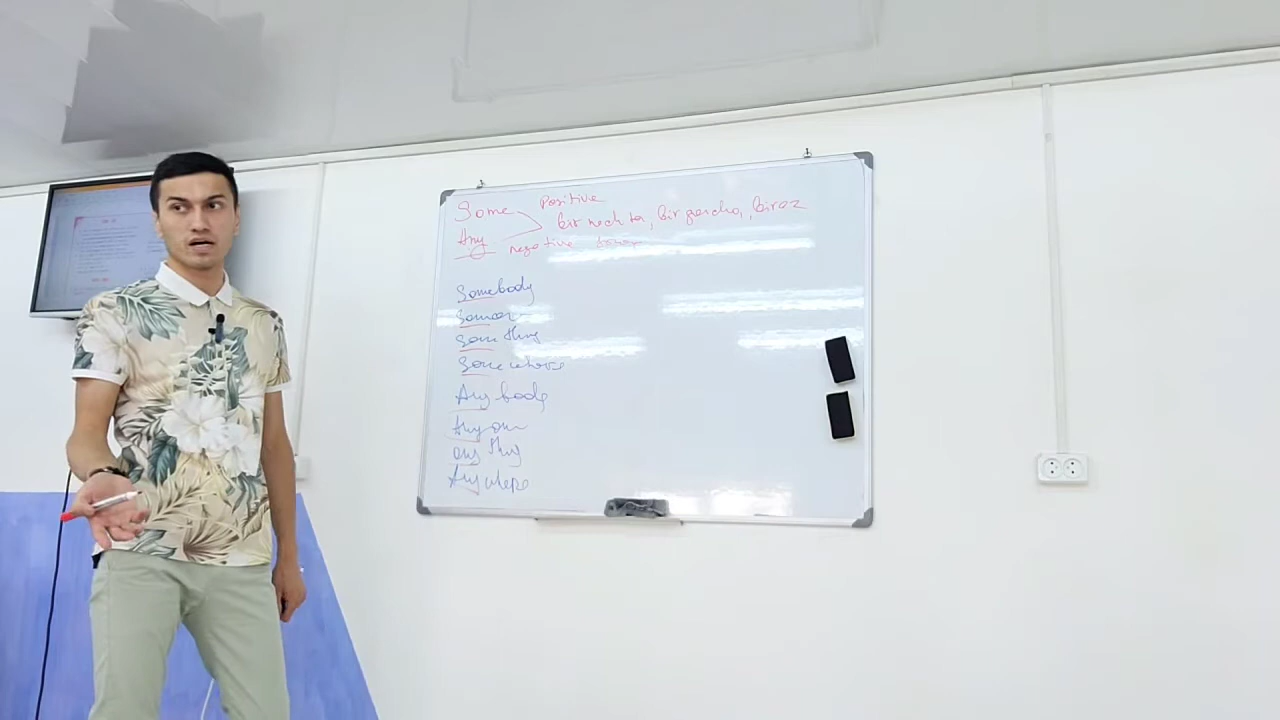 Some Positive
bir nechta, bir qancha, biroz
Any negative
Somebody
Someone
Something
Somewhere
Anybody
Anyone
anything
Anywhere